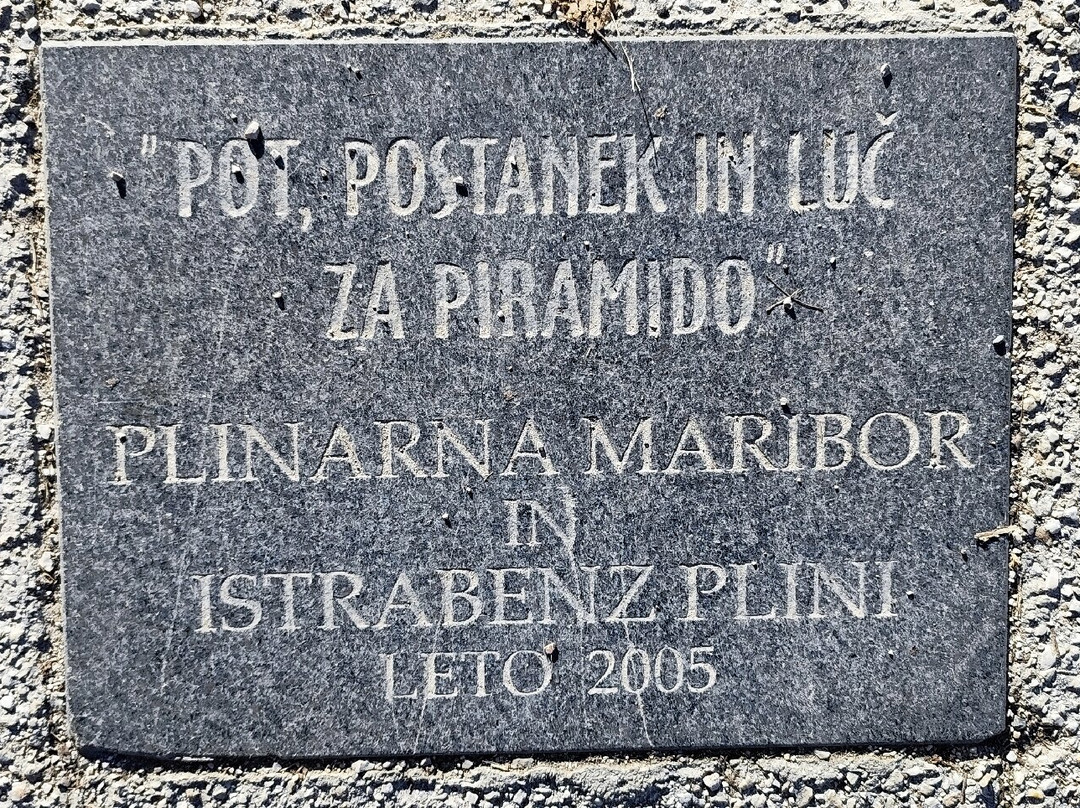 "POT, POSTANEK IN LUČ
ZA PIRAMIDO"
PLINARNA MARIBOR
IN
ISTRABENZ PLINI
LETO 2005